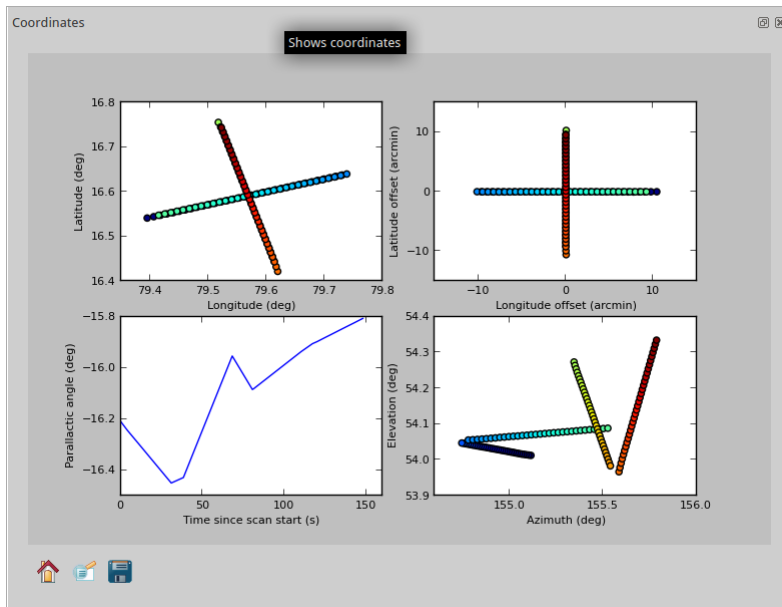 Coordinates
Shows coordinates
16.8
16.7
16.6
16.5
16.4
Latitude (deg)
79.4 79.5 79.6 79.7 79.8
Longitude (deg)
10
0
−10
Latitude offset (arcmin)
−10 0 10
Longitude offset (arcmin)
−15.8
−16.0
−16.2
−16.4
Parallactic angle (deg)
0 50 100 150
Time since scan start (s)
54.4
54.3
54.2
54.1
54.0
53.9
Elevation (deg)
155.0 155.5 156.0
Azimuth (deg)